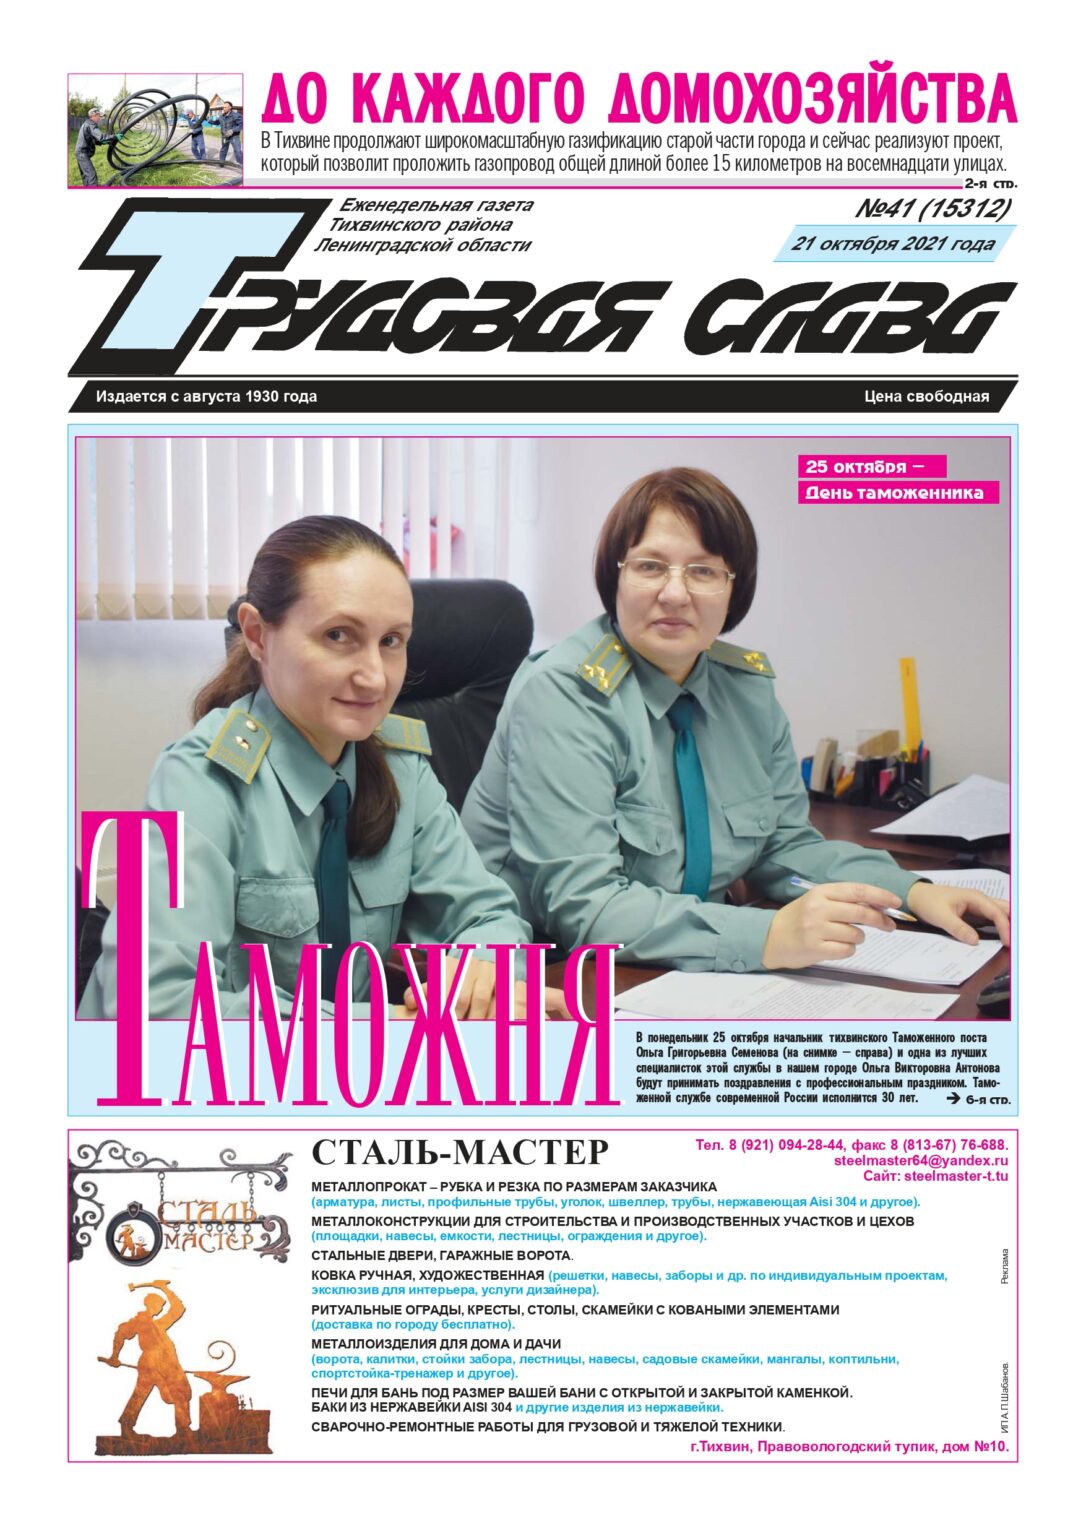 ДО КАЖДОГО ДОМОХОЗЯЙСТВА
В Тихвине продолжают широкомасштабную газификацию старой части города и сейчас реализуют проект,
который позволит проложить газопровод общей длиной более 15 километров на восемнадцати улицах.
2-я стр.
Еженедельная газета
Тихвинского района
Ленинградской области
№41 (15312)
21 октября 2021 года
Трудовая слава
Издается с августа 1930 года
Цена свободная
25 октября –
День таможенника
Таможня
В понедельник 25 октября начальник тихвинского Таможенного поста
Ольга Григорьевна Семенова (на снимке – справа) и одна из лучших
специалисток этой службы в нашем городе Ольга Викторовна Антонова
будут принимать поздравления с профессиональным праздником. Тамо-
женной службе современной России исполнится 30 лет.
➔ 6-я стр.
СТАЛЬ
МАСТЕР
СТАЛЬ-МАСТЕР
Тел. 8 (921) 094-28-44, факс 8 (813-67) 76-688.
steelmaster64@yandex.ru
Сайт: steelmaster-t.tu
МЕТАЛЛОПРОКАТ – РУБКА И РЕЗКА ПО РАЗМЕРАМ ЗАКАЗЧИКА
(арматура, листы, профильные трубы, уголок, швеллер, трубы, нержавеющая Aisi 304 и другое).
МЕТАЛЛОКОНСТРУКЦИИ ДЛЯ СТРОИТЕЛЬСТВА И ПРОИЗВОДСТВЕННЫХ УЧАСТКОВ И ЦЕХОВ
(площадки, навесы, емкости, лестницы, ограждения и другое).
СТАЛЬНЫЕ ДВЕРИ, ГАРАЖНЫЕ ВОРОТА.
КОВКА РУЧНАЯ, ХУДОЖЕСТВЕННАЯ (решетки, навесы, заборы и др. по индивидуальным проектам,
эксклюзив для интерьера, услуги дизайнера).
РИТУАЛЬНЫЕ ОГРАДЫ, КРЕСТЫ, СТОЛЫ, СКАМЕЙКИ С КОВАНЫМИ ЭЛЕМЕНТАМИ
(доставка по городу бесплатно).
МЕТАЛЛОИЗДЕЛИЯ ДЛЯ ДОМА И ДАЧИ
(ворота, калитки, стойки забора, лестницы, навесы, садовые скамейки, мангалы, коптильни,
спортстойка-тренажер и другое).
ПЕЧИ ДЛЯ БАНЬ ПОД РАЗМЕР ВАШЕЙ БАНИ С ОТКРЫТОЙ И ЗАКРЫТОЙ КАМЕНКОЙ.
БАКИ ИЗ НЕРЖАВЕЙКИ AISI 304 и другие изделия из нержавейки.
СВАРОЧНО-РЕМОНТНЫЕ РАБОТЫ ДЛЯ ГРУЗОВОЙ И ТЯЖЕЛОЙ ТЕХНИКИ.
г.Тихвин, Правовологодский тупик, дом №10.
Реклама
ИП А.П.Шабанов.